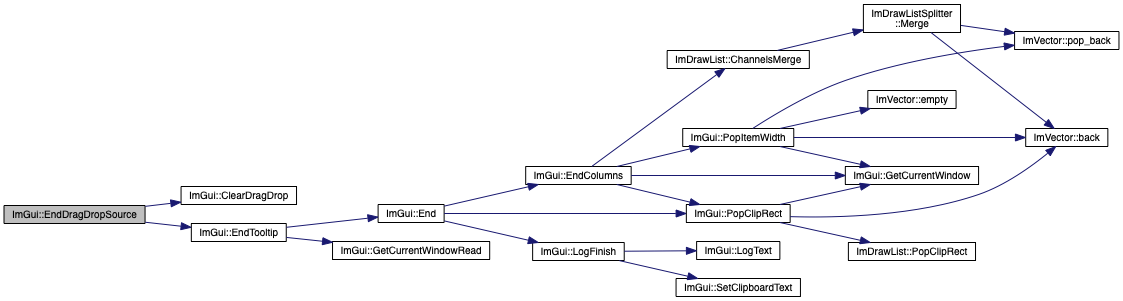 ImGui::EndDragDropSource
ImGui::ClearDragDrop
ImGui::EndTooltip
ImGui::End
ImGui::GetCurrentWindowRead
ImGui::EndColumns
ImGui::LogFinish
ImDrawList::ChannelsMerge
ImGui::PopItemWidth
ImGui::PopClipRect
ImGui::LogText
ImGui::SetClipboardText
ImDrawListSplitter
::Merge
ImVector::empty
ImGui::GetCurrentWindow
ImDrawList::PopClipRect
ImVector::pop_back
ImVector::back